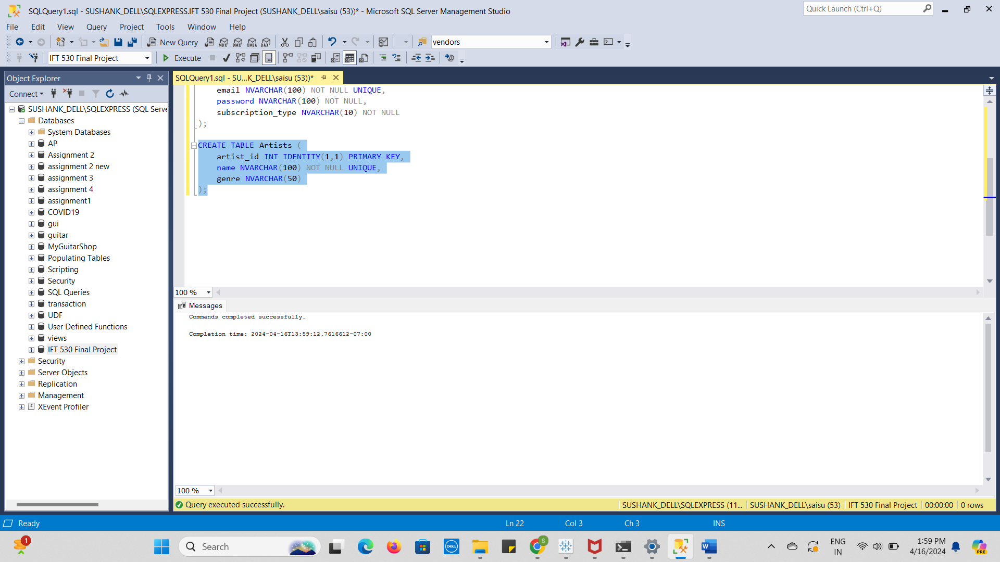 SQLQuery1.sql - SUSHANK_DELL\SQLEXPRESS.IFT 530 Final Project (SUSHANK_DELL\saisu (53))* - Microsoft SQL Server Management Studio
Quick Launch (Ctrl+Q)
File Edit View Query Project Tools Window Help
New Query MDX DMX XMLA DAX vendors
IFT 530 Final Project Execute
Object Explorer
SQLQuery1.sql - SU...K_DELL\saisu (53))*
Connect
SUSHANK_DELL\SQLEXPRESS (SQL Serve
Databases
System Databases
AP
Assignment 2
assignment 2 new
assignment 3
assignment 4
assignment1
COVID19
gui
guitar
MyGuitarShop
Populating Tables
Scripting
Security
SQL Queries
transaction
UDF
User Defined Functions
views
IFT 530 Final Project
Security
Server Objects
Replication
Management
XEvent Profiler
email NVARCHAR(100) NOT NULL UNIQUE,
password NVARCHAR(100) NOT NULL,
subscription_type NVARCHAR(10) NOT NULL
);
CREATE TABLE Artists (
artist_id INT IDENTITY(1,1) PRIMARY KEY,
name NVARCHAR(100) NOT NULL UNIQUE,
genre NVARCHAR(50)
);
100 %
Messages
Commands completed successfully.
Completion time: 2024-04-16T13:59:12.7616612-07:00
100 %
Query executed successfully. SUSHANK_DELL\SQLEXPRESS (11... SUSHANK_DELL\saisu (53) IFT 530 Final Project 00:00:00 0 rows
Ready Ln 22 Col 3 Ch 3 INS
1
Search
DELL
S
W
ENG
IN
1:59 PM
4/16/2024
PRE